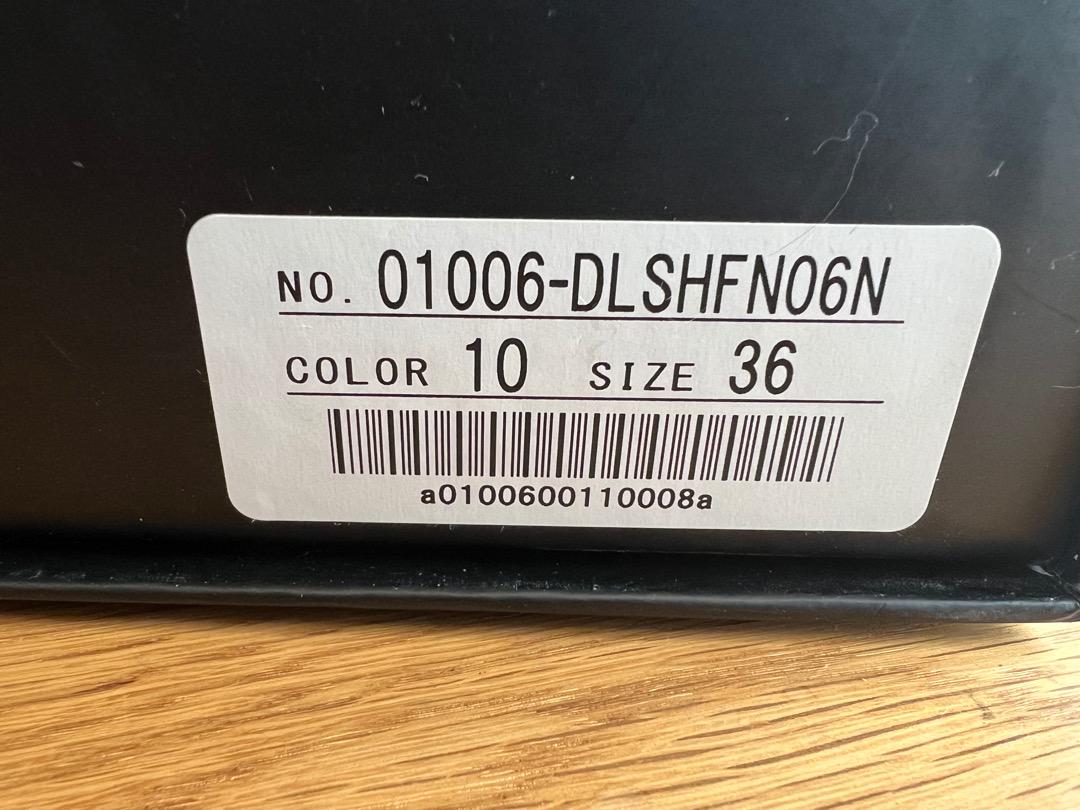 NO. 01006-DLSHFN06N
COLOR 10 SIZE 36
a0100600110008a